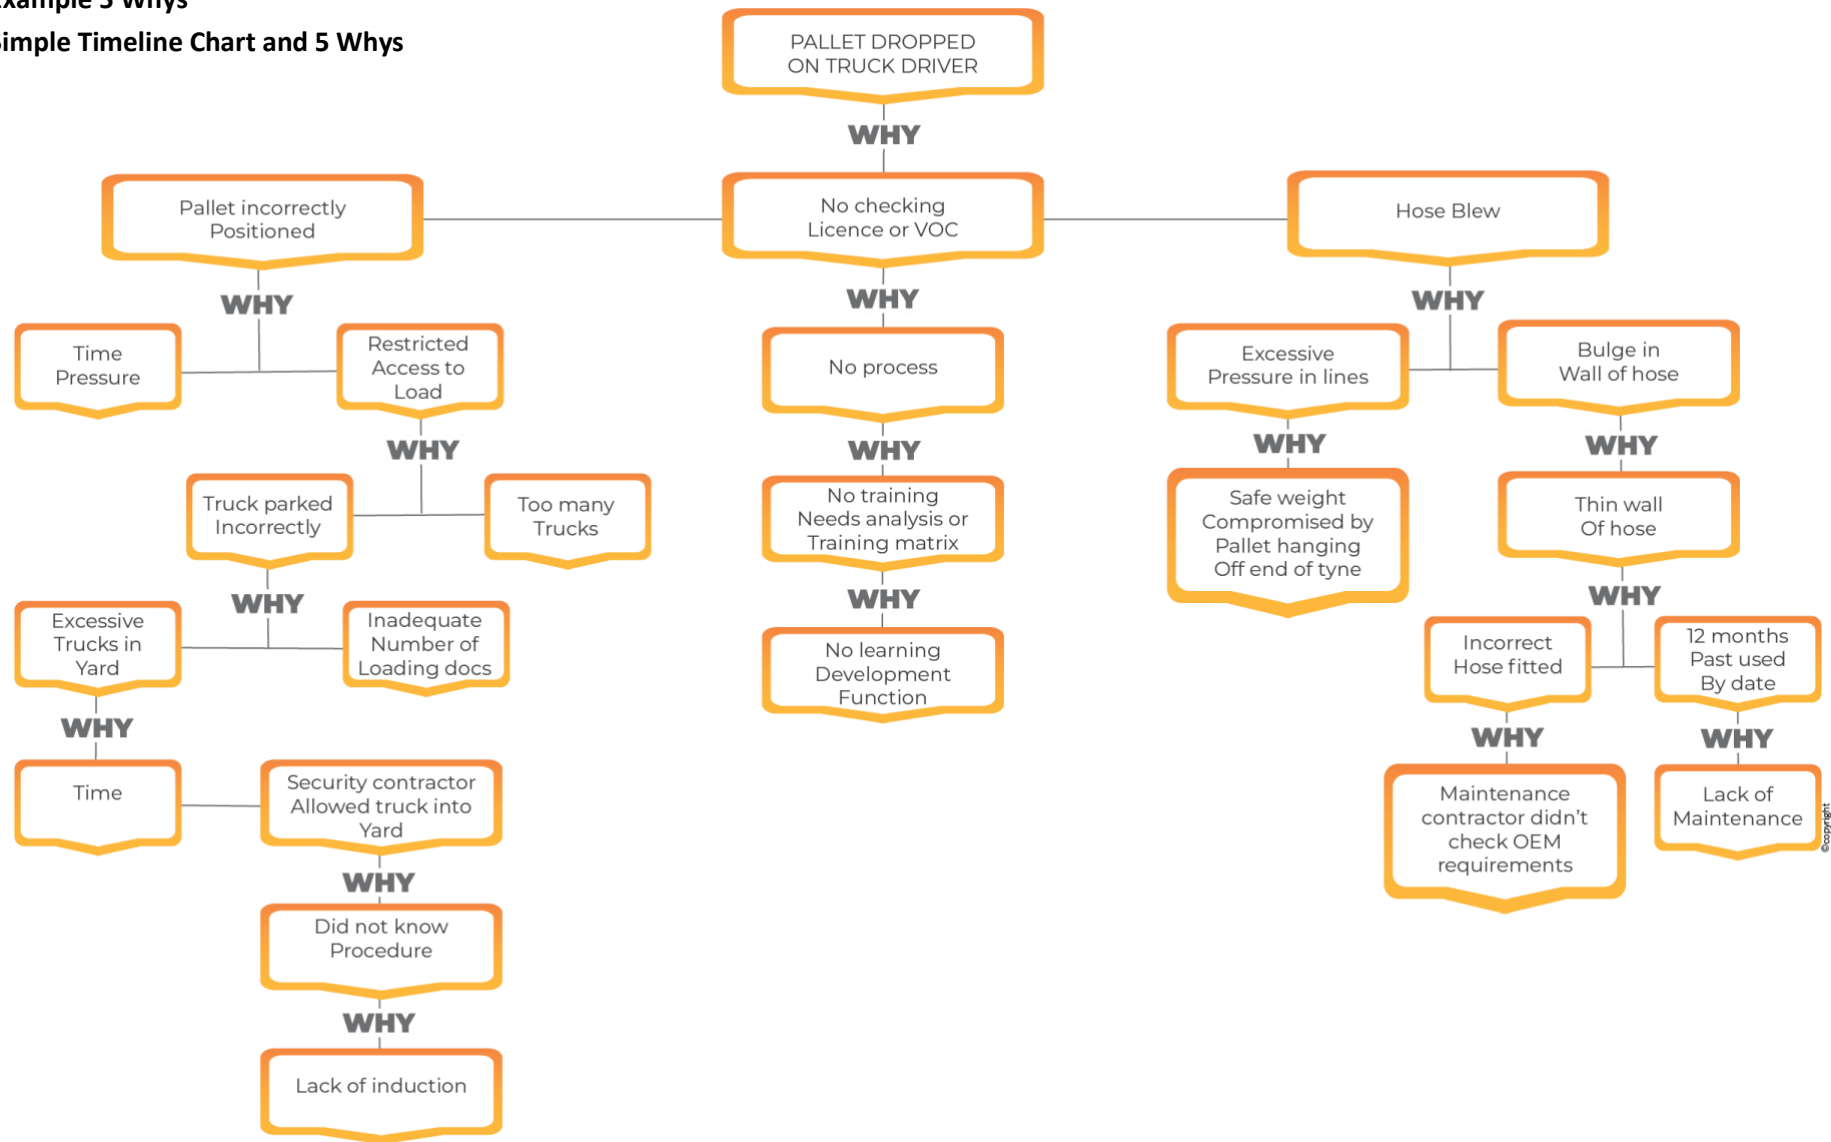 Example 5 Whys
Simple Timeline Chart and 5 Whys
PALLET DROPPED
ON TRUCK DRIVER
WHY
Pallet incorrectly
Positioned
No checking
Licence or VOC
Hose Blew
WHY
WHY
WHY
Time
Pressure
Restricted
Access to
Load
No process
Excessive
Pressure in lines
Bulge in
Wall of hose
WHY
WHY
WHY
WHY
Truck parked
Incorrectly
Too many
Trucks
No training
Needs analysis or
Training matrix
Safe weight
Compromised by
Pallet hanging
Off end of tyne
Thin wall
Of hose
WHY
WHY
WHY
Excessive
Trucks in
Yard
Inadequate
Number of
Loading docs
No learning
Development
Function
Incorrect
Hose fitted
12 months
Past used
By date
WHY
WHY
WHY
Time
Security contractor
Allowed truck into
Yard
Maintenance
contractor didn’t
check OEM
requirements
Lack of
Maintenance
©copyright
WHY
Did not know
Procedure
WHY
Lack of induction